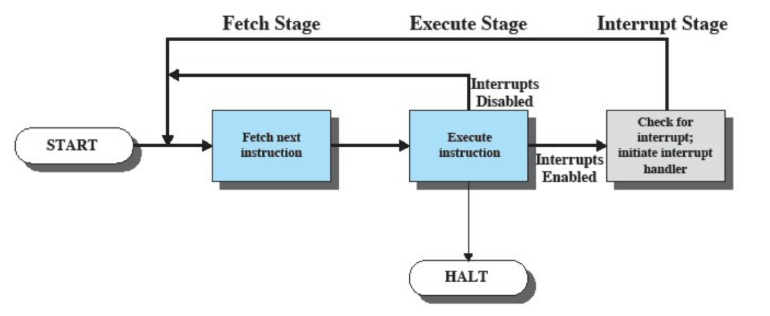 Fetch Stage Execute Stage Interrupt Stage
Interrupts
Disabled
START
Fetch next
instruction
Execute
instruction
Interrupts
Enabled
Check for
interrupt;
initiate interrupt
handler
HALT